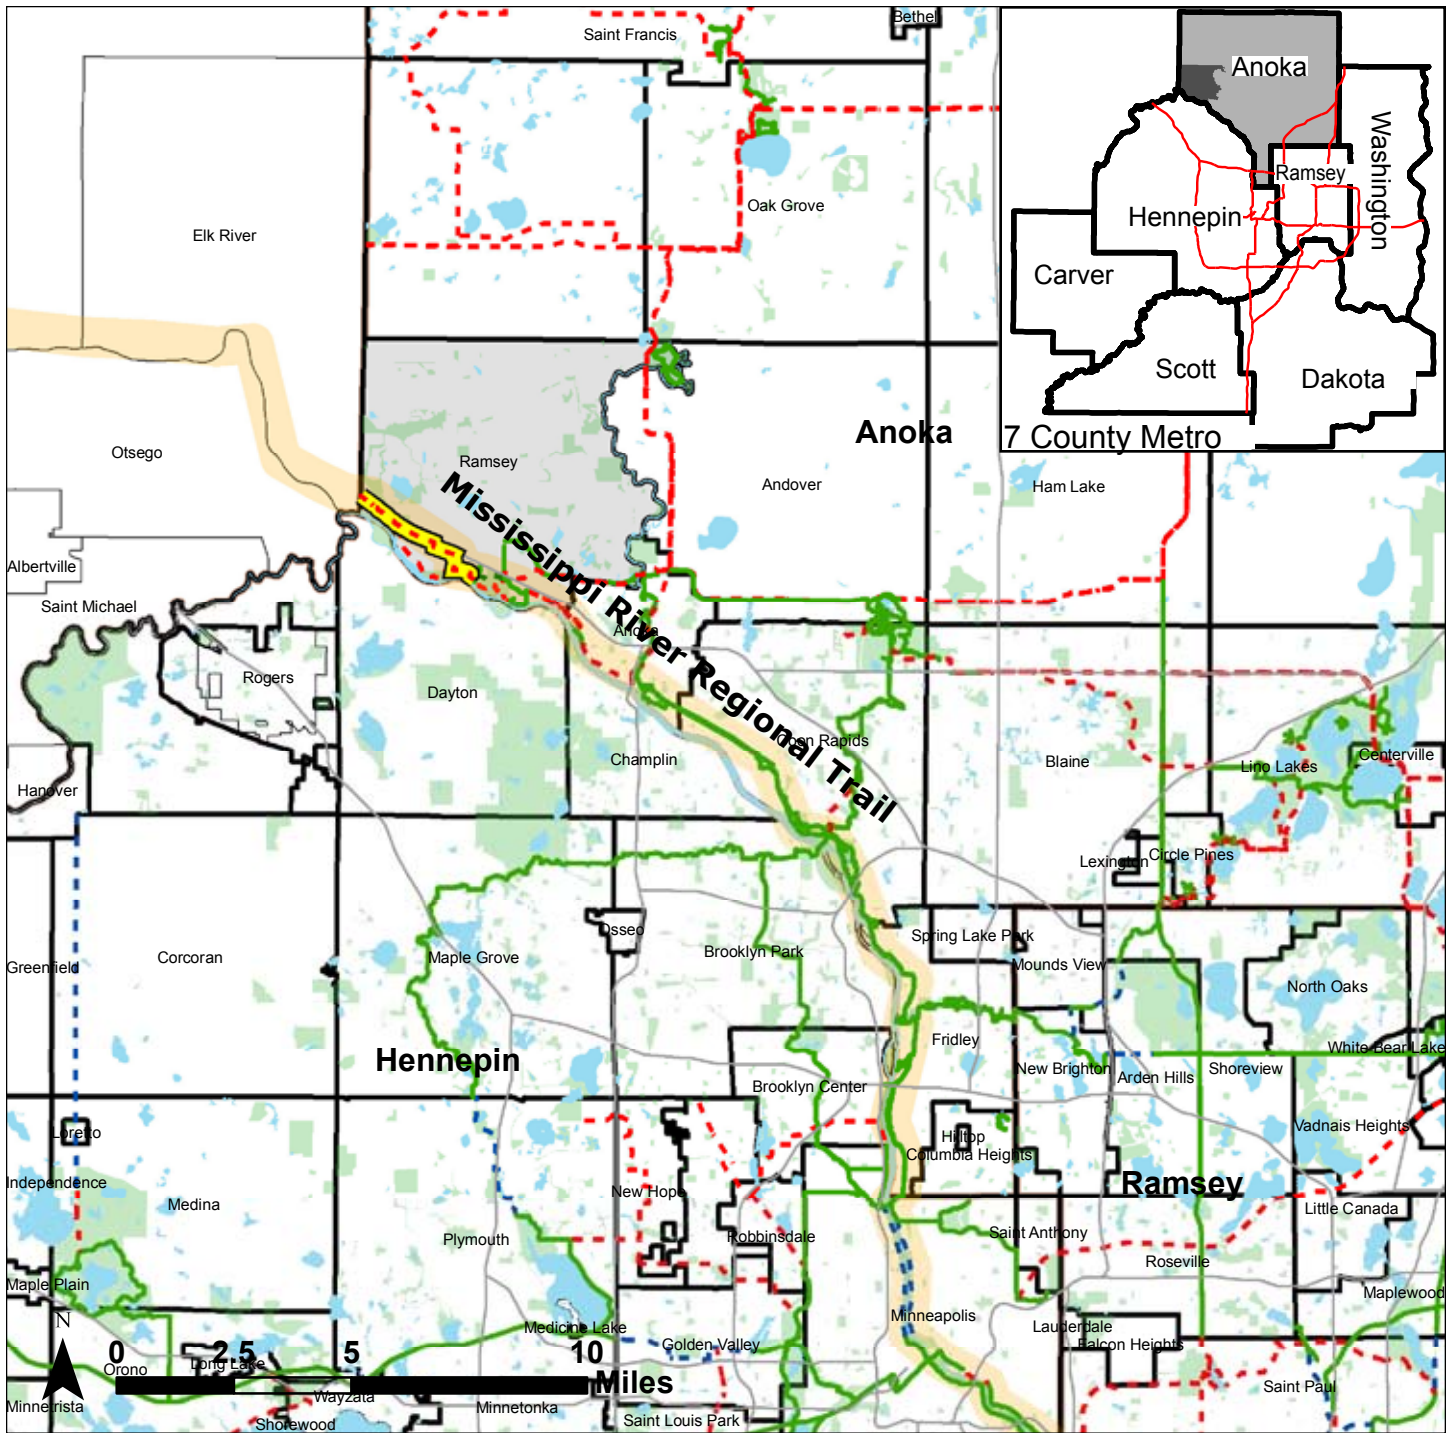 Bethel
Saint Francis
Anoka
Washington
Ramsey
Hennepin
Carver
Scott
Dakota
7 County Metro
Oak Grove
Elk River
Anoka
Otsego
Ramsey
Andover
Ham Lake
Mississippi River Regional Trail
Albertville
Saint Michael
Anoka
Rogers
Dayton
Coon Rapids
Champlin
Blaine
Lino Lakes
Centerville
Hanover
Lexington
Circle Pines
Osseo
Spring Lake Park
Brooklyn Park
Greenfield
Corcoran
Maple Grove
Mounds View
North Oaks
Hennepin
Fridley
White Bear Lake
New Brighton
Arden Hills
Shoreview
Brooklyn Center
Loretto
Hilltop
Columbia Heights
Vadnais Heights
Independence
Medina
New Hope
Ramsey
Little Canada
Plymouth
Robbinsdale
Saint Anthony
Roseville
Maple Plain
Maplewood
N
Minneapolis
Medicine Lake
Golden Valley
Lauderdale
Falcon Heights
0 2.5 5 10
Miles
Orono
Long Lake
Wayzata
Saint Paul
Minnetrista
Shorewood
Minnetonka
Saint Louis Park